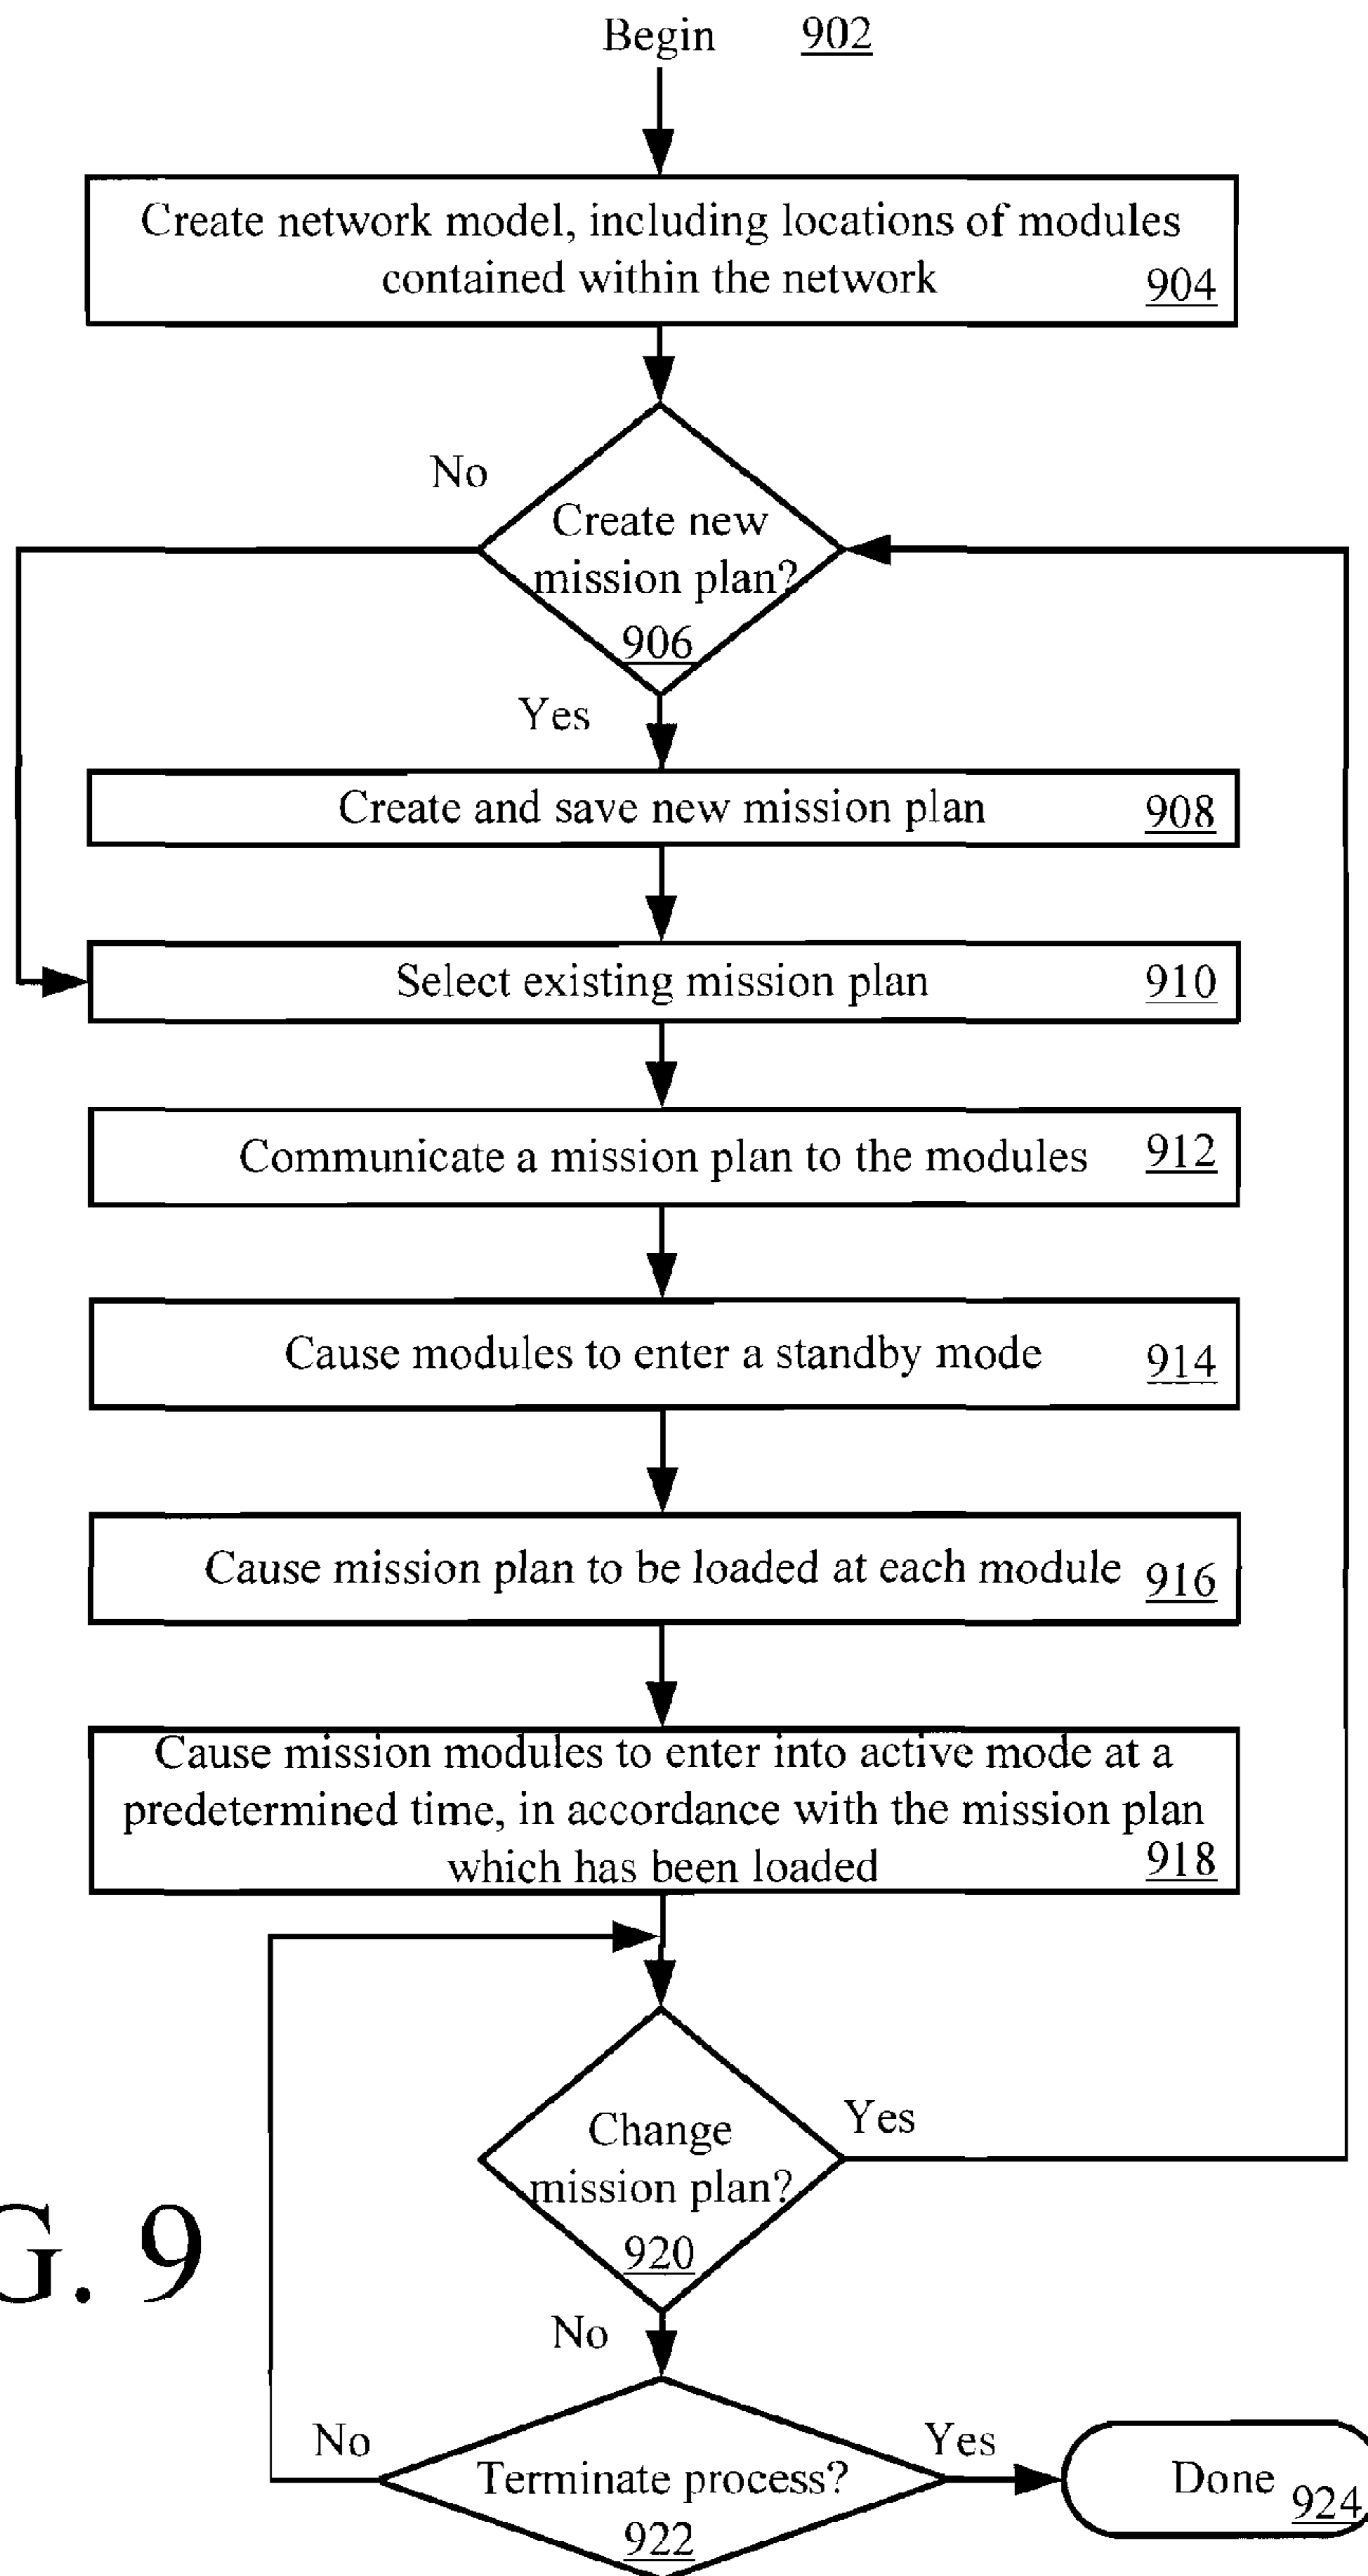 Begin 902
Create network model, including locations of modules
contained within the network 904
No
Create new
mission plan?
906
Yes
Create and save new mission plan 908
Select existing mission plan 910
Communicate a mission plan to the modules 912
Cause modules to enter a standby mode 914
Cause mission plan to be loaded at each module 916
Cause mission modules to enter into active mode at a
predetermined time, in accordance with the mission plan
which has been loaded 918
Change
mission plan?
920
Yes
No
G. 9
No
Terminate process?
922
Yes
Done 924